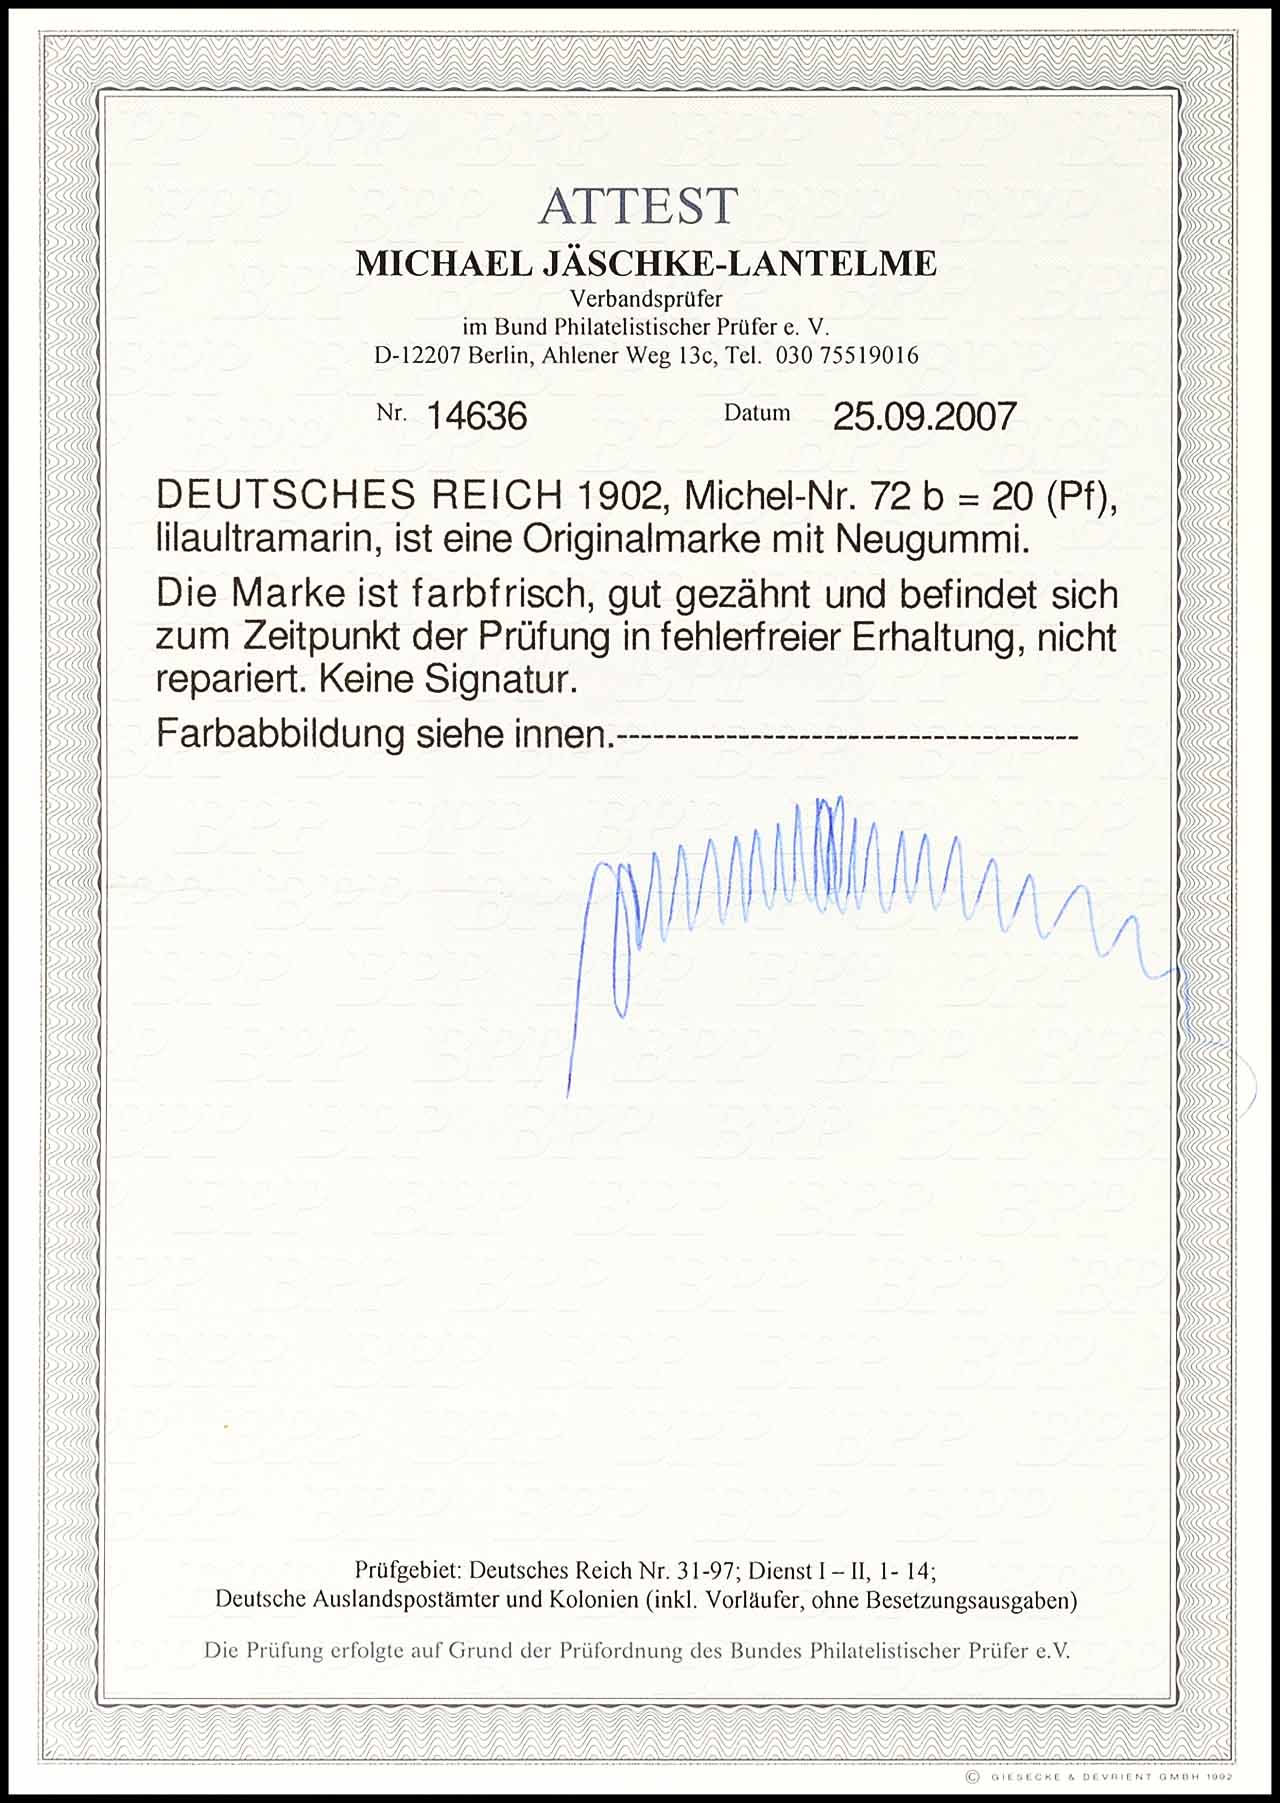 ATTEST
MICHAEL JÄSCHKE-LANTELME
Verbandsprüfer
im Bund Philatelistischer Prüfer e. V.
D-12207 Berlin, Ahlener Weg 13c, Tel. 030 75519016
Nr. 14636 Datum 25.09.2007
DEUTSCHES REICH 1902, Michel-Nr. 72 b = 20 (Pf),
lilaultramarin, ist eine Originalmarke mit Neugummi.
Die Marke ist farbfrisch, gut gezähnt und befindet sich
zum Zeitpunkt der Prüfung in fehlerfreier Erhaltung, nicht
repariert. Keine Signatur.
Farbabbildung siehe innen.--------------------------------------
Prüfgebiet: Deutsches Reich Nr. 31-97; Dienst I – II, 1- 14;
Deutsche Auslandspostämter und Kolonien (inkl. Vorläufer, ohne Besetzungsausgaben)
Die Prüfung erfolgte auf Grund der Prüfordnung des Bundes Philatelistischer Prüfer e.V.
© GIESECKE & DEVRIENT GMBH 1992